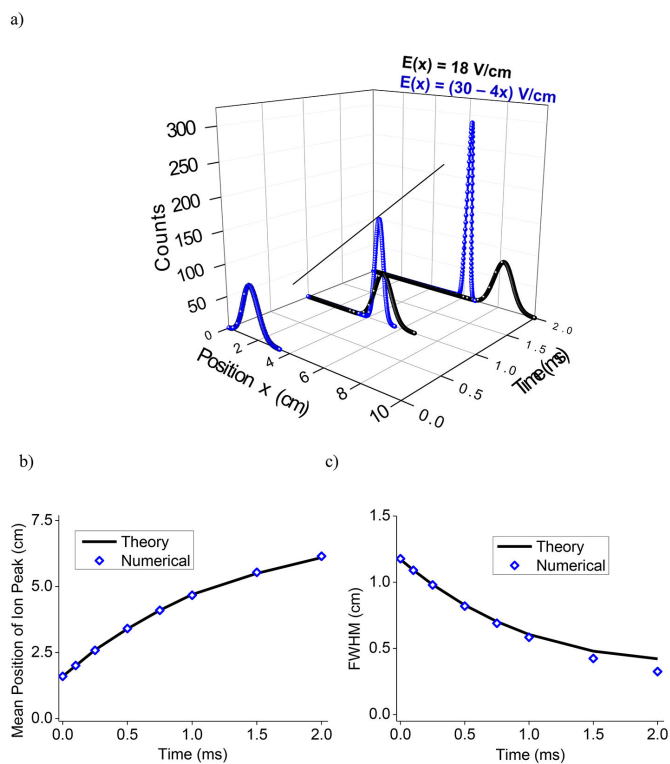 a)
E(x) = 18 V/cm
E(x) = (30 – 4x) V/cm
300
250
200
150
100
50
Counts
0
2
4
6
8
10
Position x (cm)
0.0
0.5
1.0
1.5
2.0
Time (ms)
b)
7.5
5.0
2.5
0.0
Mean Position of Ion Peak (cm)
Theory
Numerical
0.0
0.5
1.0
1.5
2.0
Time (ms)
c)
1.5
1.0
0.5
0.0
FWHM (cm)
Theory
Numerical
0.0
0.5
1.0
1.5
2.0
Time (ms)